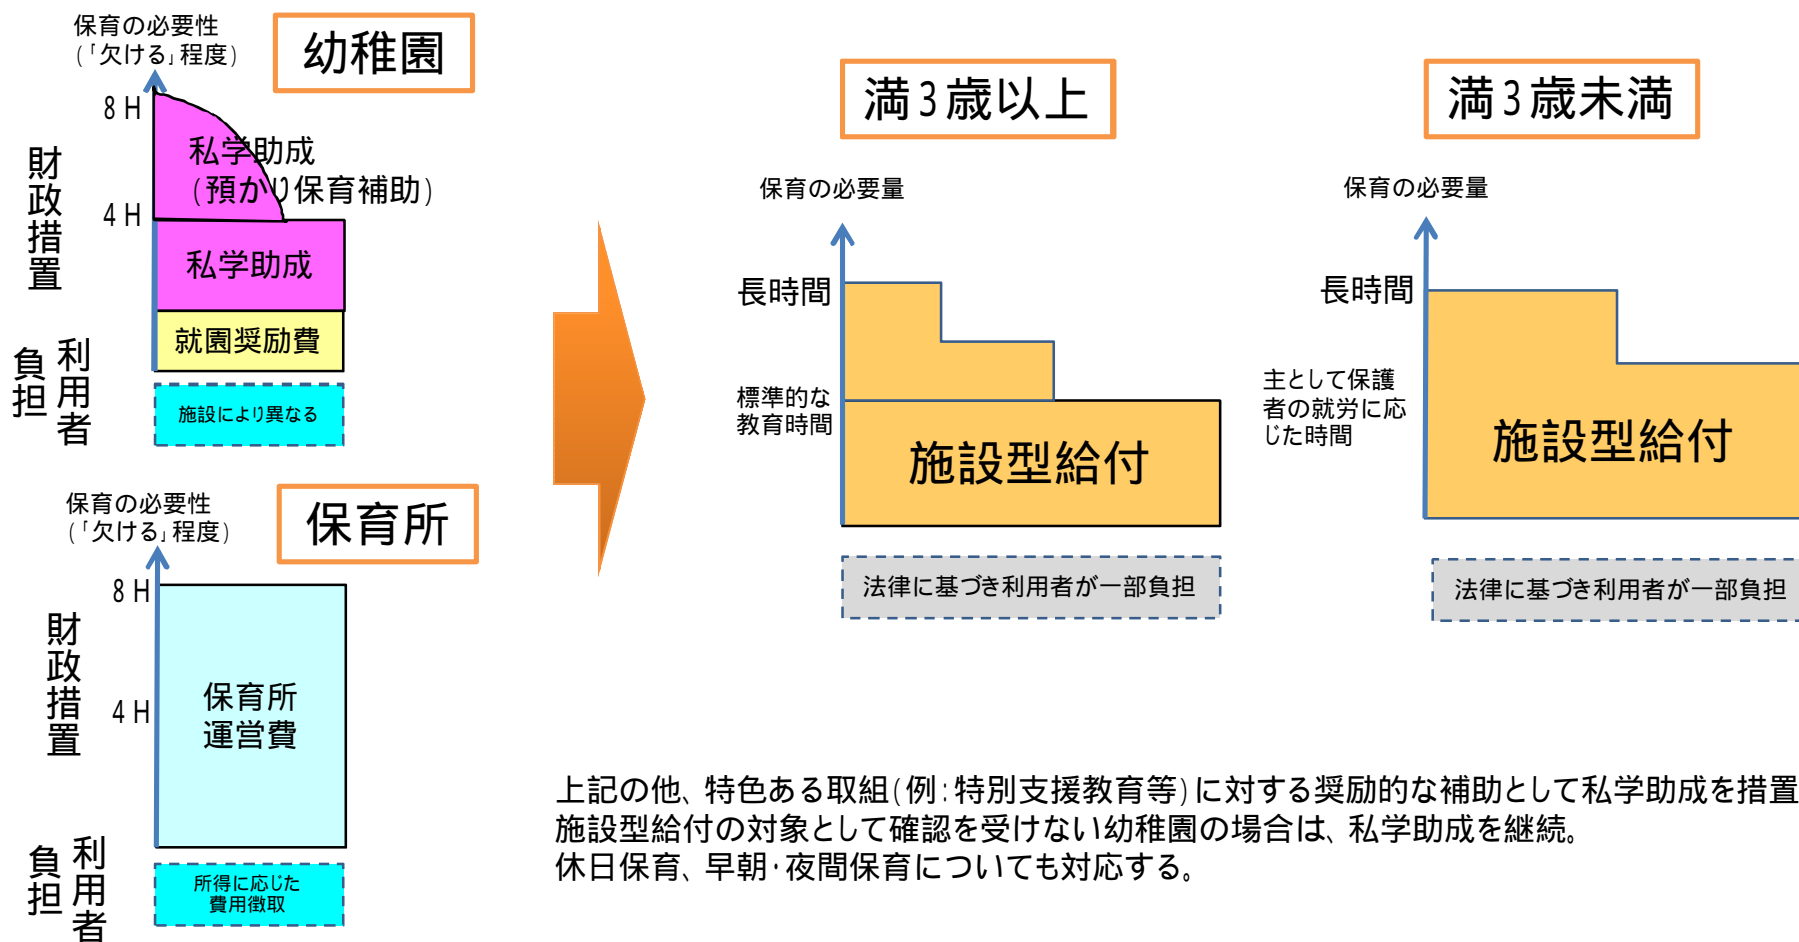 保育の必要性
(「欠ける」程度)
幼稚園
8H
4H
財政措置
私学助成
(預かり保育補助)
私学助成
就園奨励費
利用者
負担
施設により異なる
保育の必要性
(「欠ける」程度)
保育所
8H
4H
財政措置
保育所
運営費
利用者
負担
所得に応じた
費用徴収
満3歳以上
保育の必要量
長時間
標準的な
教育時間
施設型給付
法律に基づき利用者が一部負担
満3歳未満
保育の必要量
長時間
主として保護
者の就労に応
じた時間
施設型給付
法律に基づき利用者が一部負担
上記の他、特色ある取組(例:特別支援教育等)に対する奨励的な補助として私学助成を措置
施設型給付の対象として確認を受けない幼稚園の場合は、私学助成を継続。
休日保育、早朝・夜間保育についても対応する。